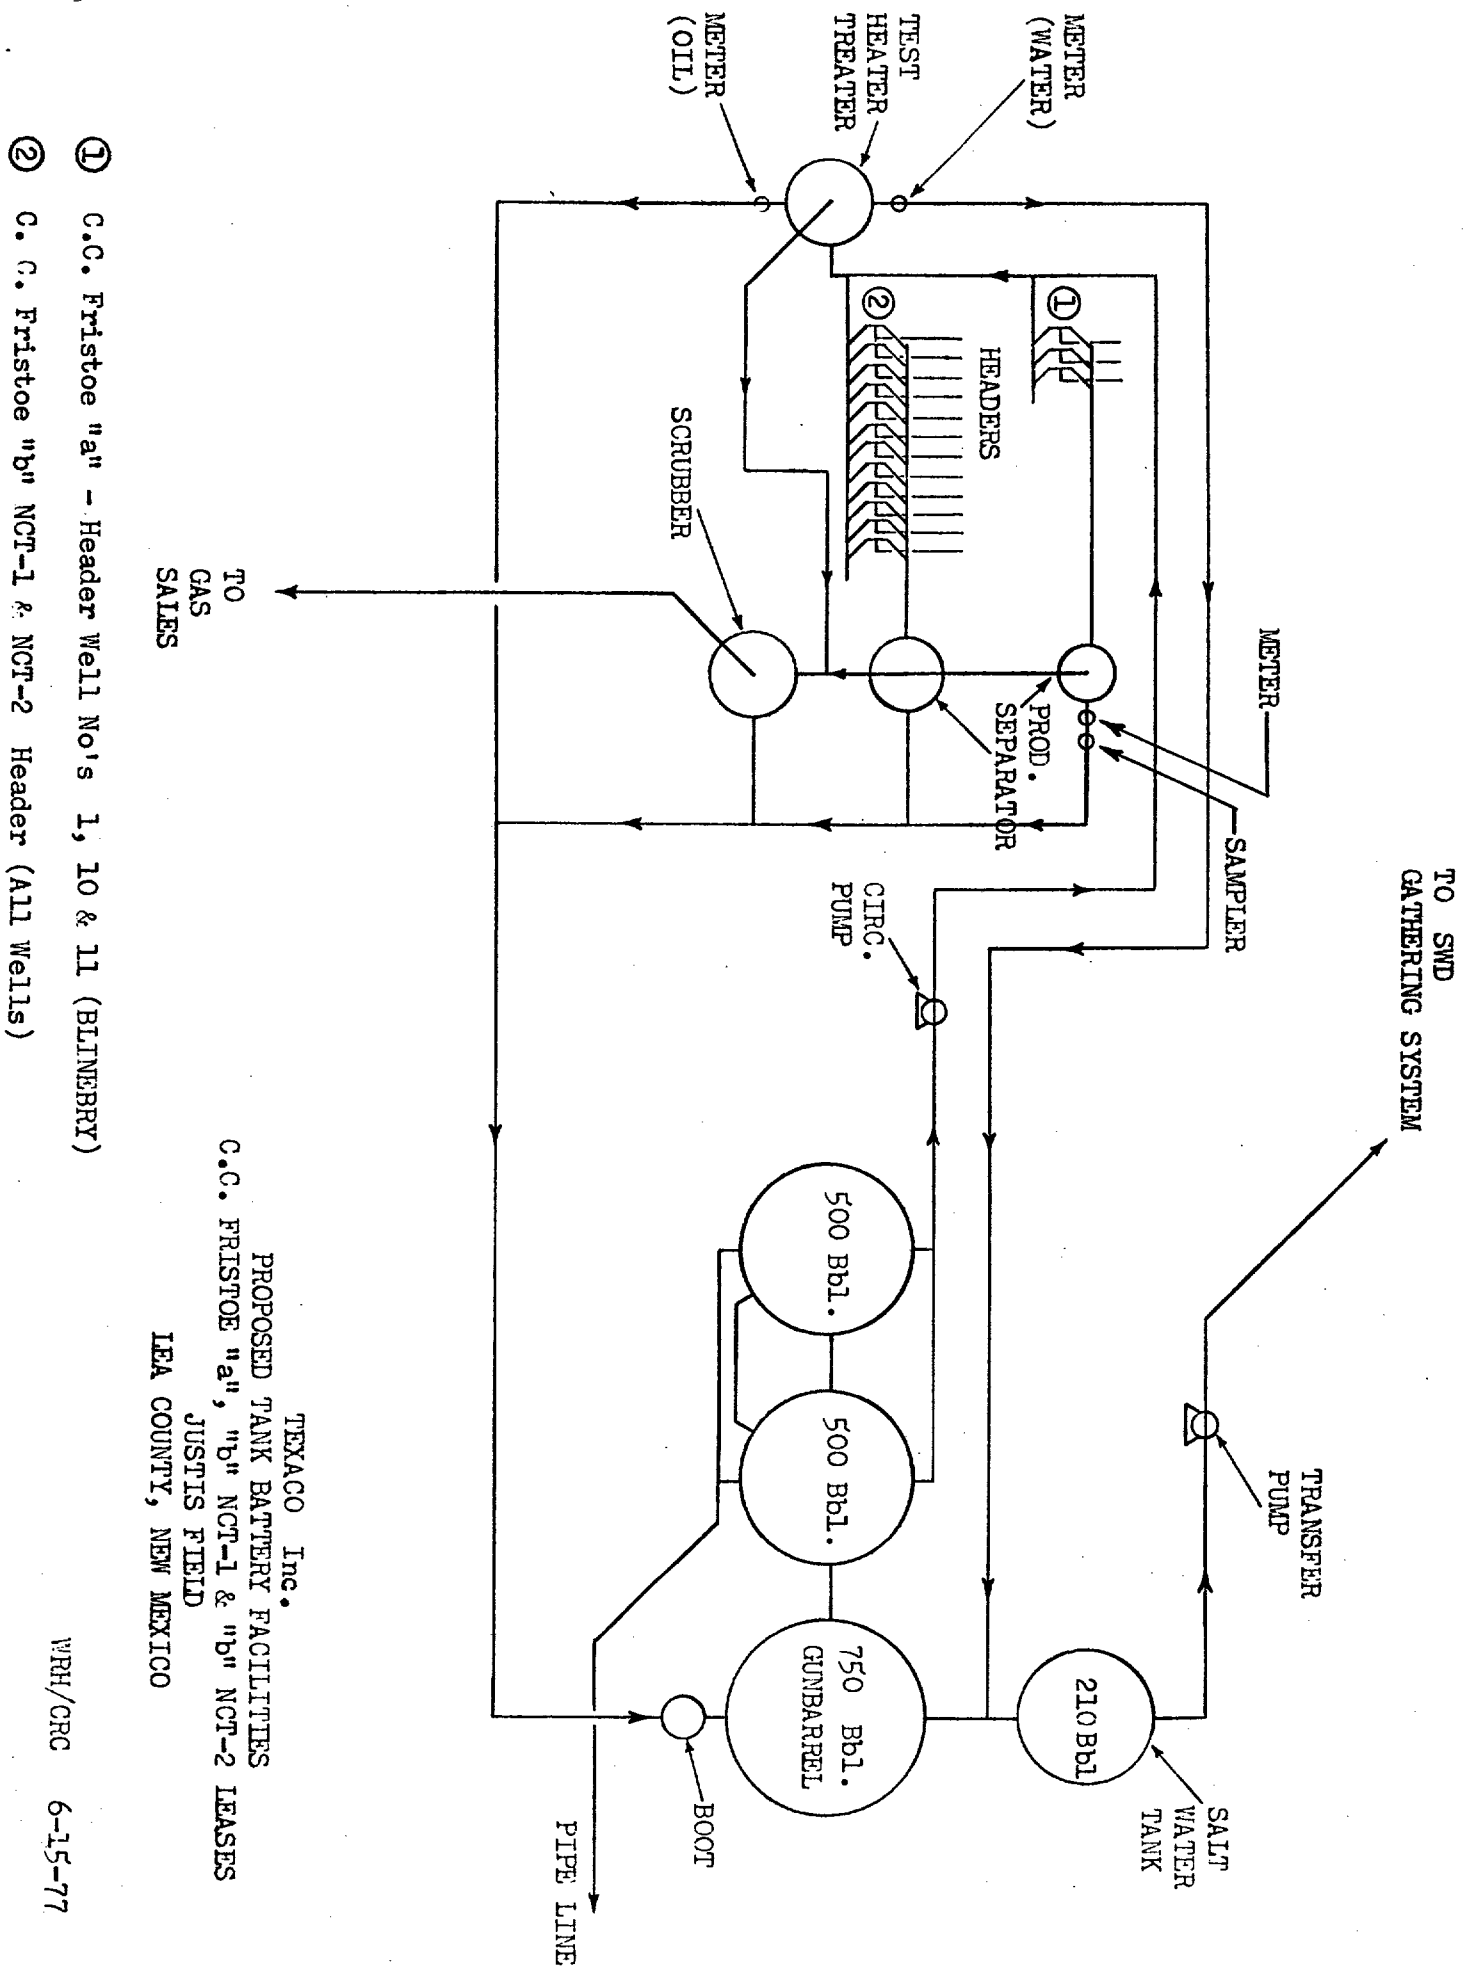 TO SWD
GATHERING SYSTEM
METER
(WATER)
TEST
HEATER
TREATER
METER
(OIL)
①
②
HEADERS
SCRUBBER
METER
SAMPLER
PROD.
SEPARATOR
CIRC.
PUMP
TRANSFER
PUMP
SALT
WATER
TANK
210 Bbl
500 Bbl.
500 Bbl.
750 Bbl.
GUNBARREL
BOOT
PIPE LINE
TO
GAS
SALES
TEXACO Inc.
PROPOSED TANK BATTERY FACILITIES
C.C. FRISTOE "a", "b" NCT-1 & "b" NCT-2 LEASES
JUSTIS FIELD
LEA COUNTY, NEW MEXICO
① C.C. Fristoe "a" - Header Well No's 1, 10 & 11 (BLINEBRY)
② C. C. Fristoe "b" NCT-1 & NCT-2 Header (All Wells)
WRH/CRC 6-15-77